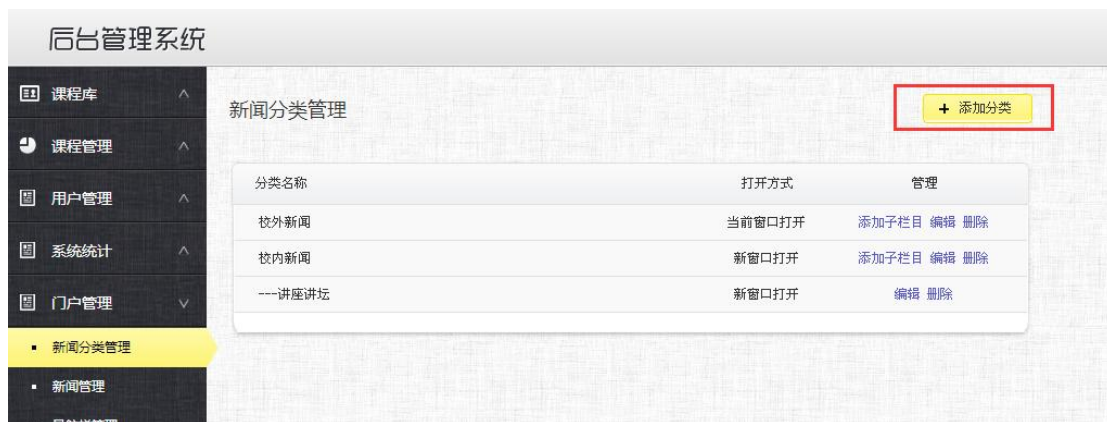 后台管理系统
课程库
课程管理
用户管理
系统统计
门户管理
新闻分类管理
新闻管理
新闻分类管理
+ 添加分类
分类名称 打开方式 管理
校外新闻 当前窗口打开 添加子栏目 编辑 删除
校内新闻 新窗口打开 添加子栏目 编辑 删除
---讲座讲坛 新窗口打开 编辑 删除